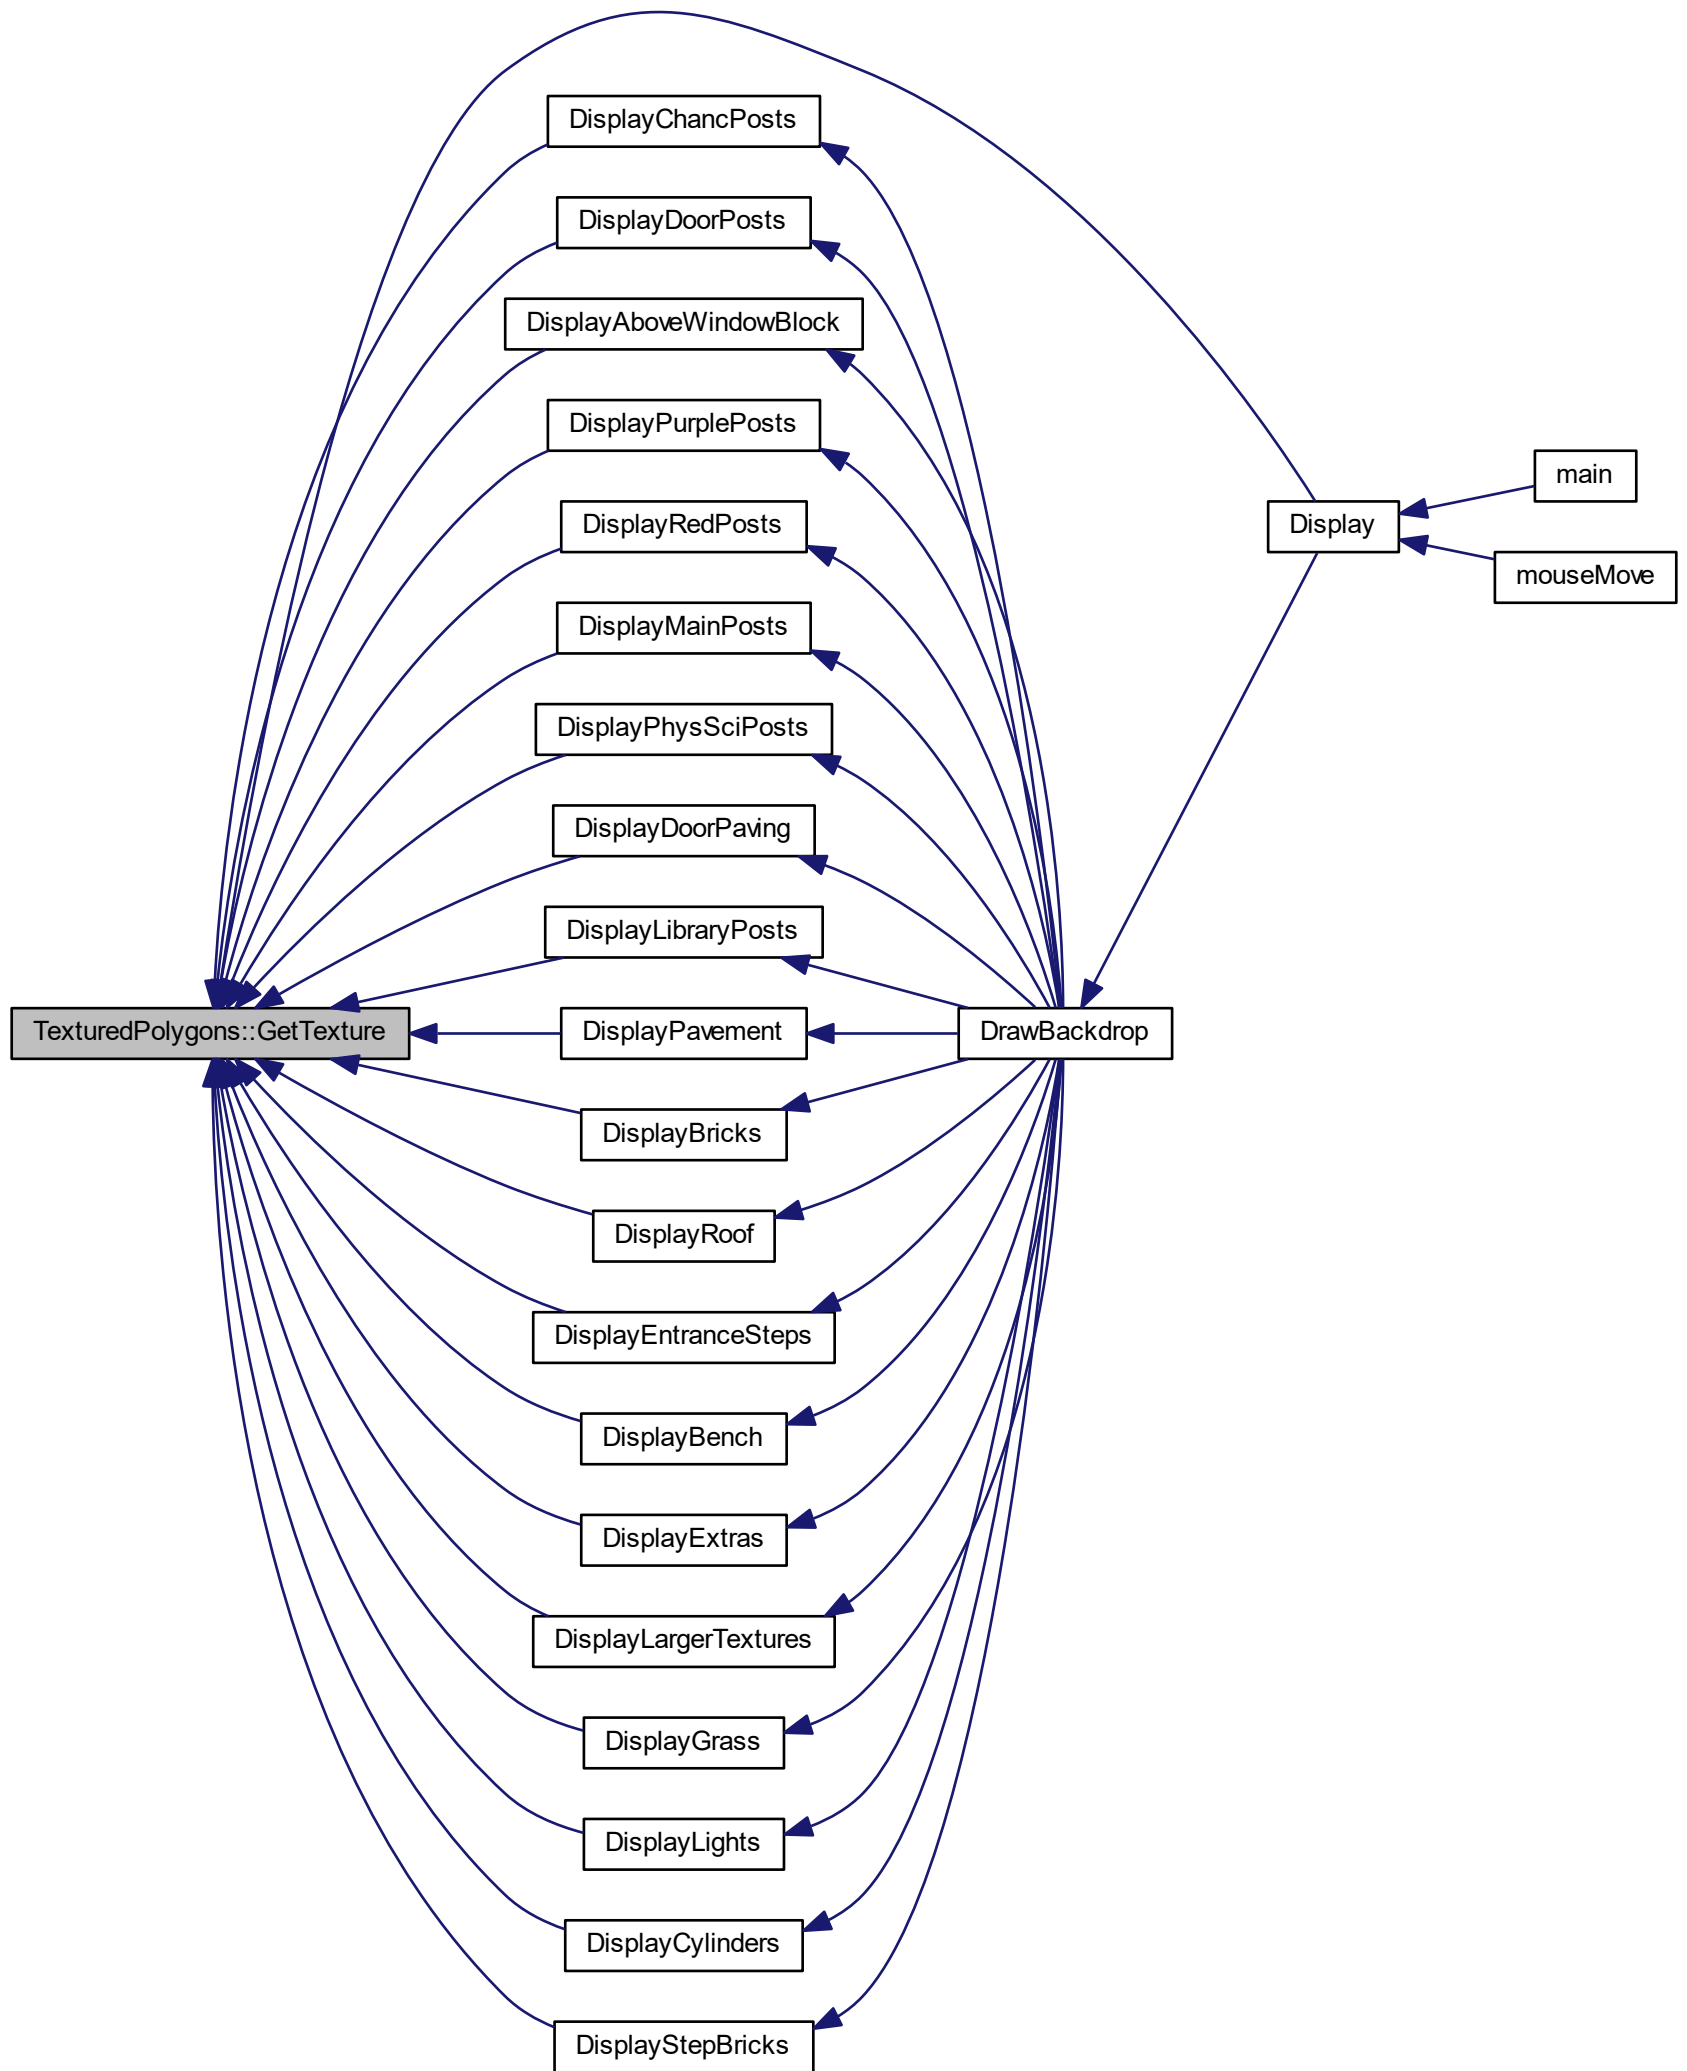 DisplayChancPosts
DisplayDoorPosts
DisplayAboveWindowBlock
DisplayPurplePosts
DisplayRedPosts
DisplayMainPosts
DisplayPhysSciPosts
DisplayDoorPaving
DisplayLibraryPosts
TexturedPolygons::GetTexture
DisplayPavement
DrawBackdrop
DisplayBricks
DisplayRoof
DisplayEntranceSteps
DisplayBench
DisplayExtras
DisplayLargerTextures
DisplayGrass
DisplayLights
DisplayCylinders
DisplayStepBricks
Display
main
mouseMove